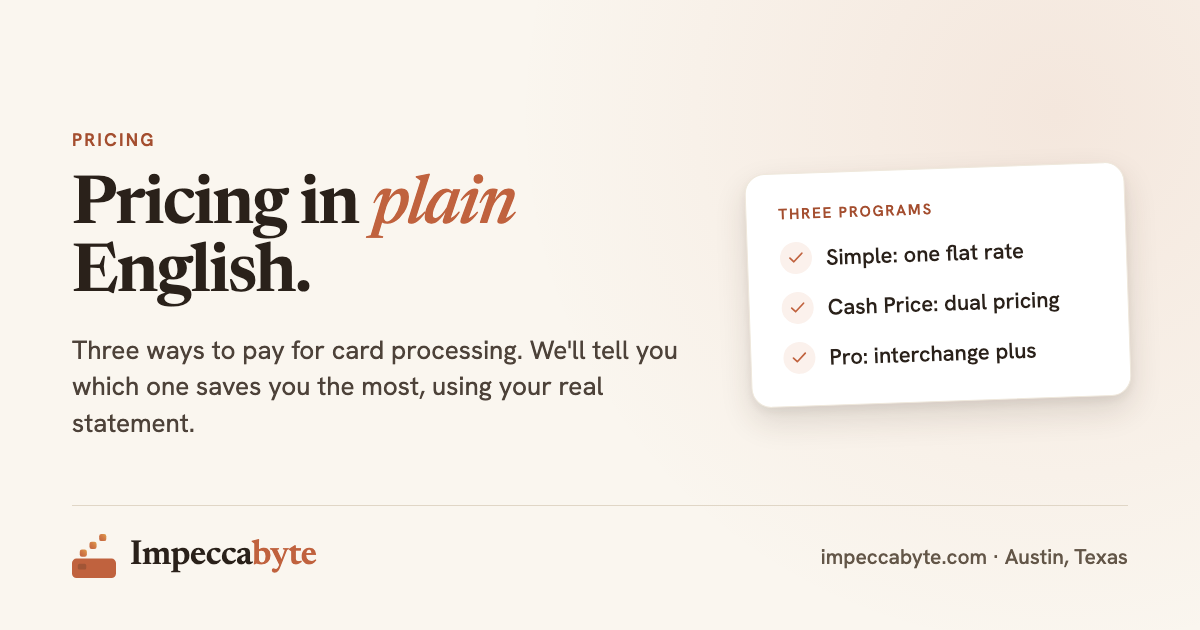 PRICING
Pricing in plain
English.
Three ways to pay for card processing. We'll tell you
which one saves you the most, using your real
statement.
THREE PROGRAMS
Simple: one flat rate
Cash Price: dual pricing
Pro: interchange plus
Impeccabyte
impeccabyte.com · Austin, Texas